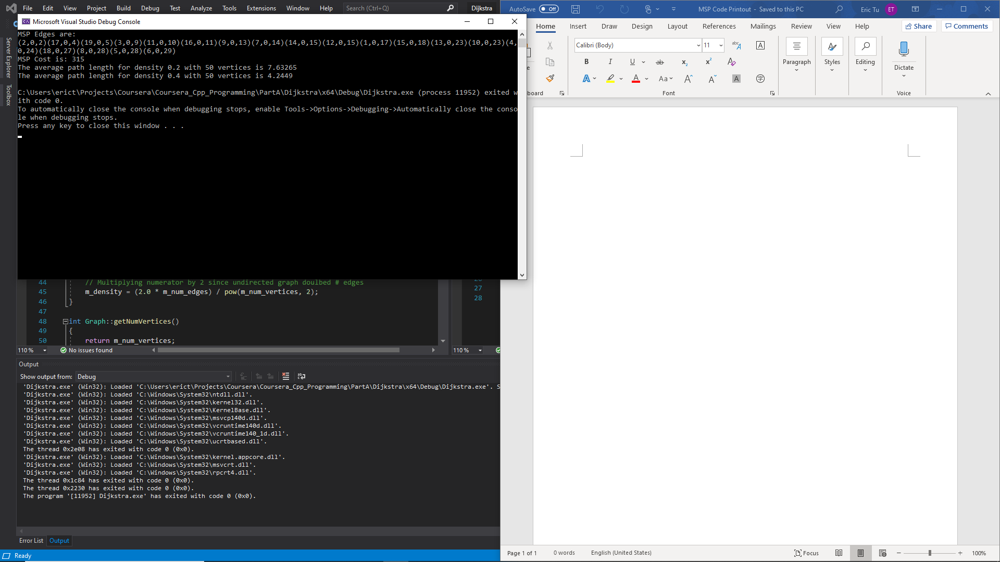 File Edit View Project Build Debug Test Analyze Tools Extensions Window Help Search (Ctrl+Q) Dijkstra
Microsoft Visual Studio Debug Console
MSP Edges are:
(2,0,2)(17,0,4)(19,0,5)(3,0,9)(11,0,10)(16,0,11)(9,0,13)(7,0,14)(14,0,15)(12,0,15)(1,0,17)(15,0,18)(13,0,23)(10,0,23)(4,
0,24)(18,0,27)(8,0,28)(5,0,28)(6,0,29)
MSP Cost is: 315
The average path length for density 0.2 with 50 vertices is 7.63265
The average path length for density 0.4 with 50 vertices is 4.2449
C:\Users\erict\Projects\Coursera\Coursera_Cpp_Programming\PartA\Dijkstra\x64\Debug\Dijkstra.exe (process 11952) exited w
ith code 0.
To automatically close the console when debugging stops, enable Tools->Options->Debugging->Automatically close the conso
le when debugging stops.
Press any key to close this window . . .
Server Explorer
Toolbox
44 // Multiplying numerator by 2 since undirected graph doulbed # edges
45 m_density = (2.0 * m_num_edges) / pow(m_num_vertices, 2);
46 }
47
48 int Graph::getNumVertices()
49 {
50 return m_num_vertices;
27
28
110 % No issues found
110 %
Output
Show output from: Debug
'Dijkstra.exe' (Win32): Loaded 'C:\Users\erict\Projects\Coursera\Coursera_Cpp_Programming\PartA\Dijkstra\x64\Debug\Dijkstra.exe'. S
'Dijkstra.exe' (Win32): Loaded 'C:\Windows\System32\ntdll.dll'.
'Dijkstra.exe' (Win32): Loaded 'C:\Windows\System32\kernel32.dll'.
'Dijkstra.exe' (Win32): Loaded 'C:\Windows\System32\KernelBase.dll'.
'Dijkstra.exe' (Win32): Loaded 'C:\Windows\System32\msvcp140d.dll'.
'Dijkstra.exe' (Win32): Loaded 'C:\Windows\System32\vcruntime140d.dll'.
'Dijkstra.exe' (Win32): Loaded 'C:\Windows\System32\vcruntime140_1d.dll'.
'Dijkstra.exe' (Win32): Loaded 'C:\Windows\System32\ucrtbased.dll'.
The thread 0x2e08 has exited with code 0 (0x0).
'Dijkstra.exe' (Win32): Loaded 'C:\Windows\System32\kernel.appcore.dll'.
'Dijkstra.exe' (Win32): Loaded 'C:\Windows\System32\msvcrt.dll'.
'Dijkstra.exe' (Win32): Loaded 'C:\Windows\System32\rpcrt4.dll'.
The thread 0x1c84 has exited with code 0 (0x0).
The thread 0x2230 has exited with code 0 (0x0).
The program '[11952] Dijkstra.exe' has exited with code 0 (0x0).
Error List Output
Ready
AutoSave Off MSP Code Printout - Saved to this PC Eric Tu ET
Home Insert Draw Design Layout References Mailings Review View Help Share Comments
Calibri (Body) 11
Paragraph Styles Editing Dictate
board Font Voice
Page 1 of 1 0 words English (United States) Focus 100%